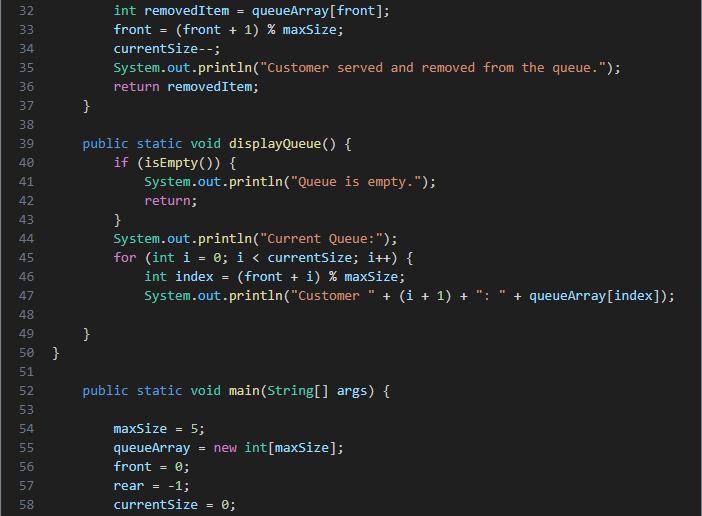 32 int removedItem = queueArray[front];
33 front = (front + 1) % maxSize;
34 currentSize--;
35 System.out.println("Customer served and removed from the queue.");
36 return removedItem;
37 }
38
39 public static void displayQueue() {
40 if (isEmpty()) {
41 System.out.println("Queue is empty.");
42 return;
43 }
44 System.out.println("Current Queue:");
45 for (int i = 0; i < currentSize; i++) {
46 int index = (front + i) % maxSize;
47 System.out.println("Customer " + (i + 1) + ": " + queueArray[index]);
48
49 }
50 }
51
52 public static void main(String[] args) {
53
54 maxSize = 5;
55 queueArray = new int[maxSize];
56 front = 0;
57 rear = -1;
58 currentSize = 0;